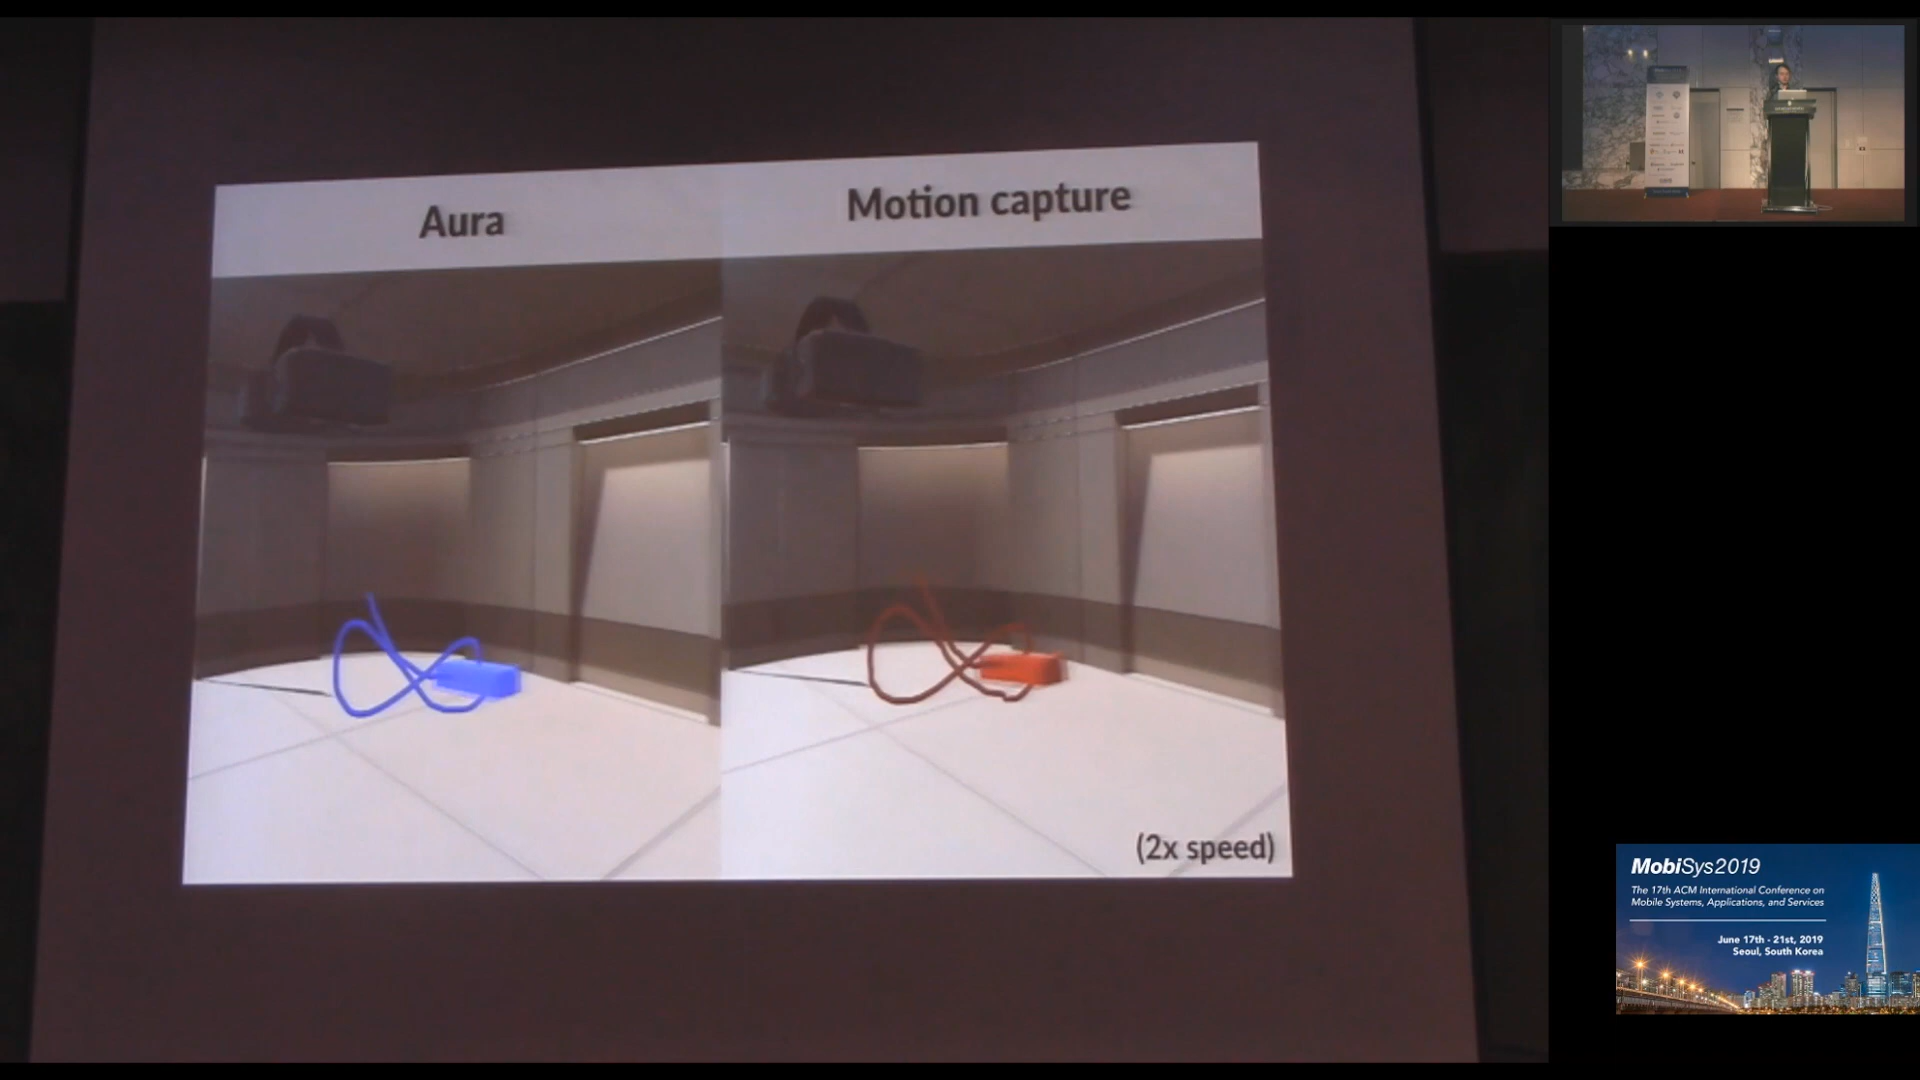 Aura
Motion capture
(2x speed)
MobiSys2019
The 17th ACM International Conference on
Mobile Systems, Applications, and Services
June 17th - 21st, 2019
Seoul, South Korea